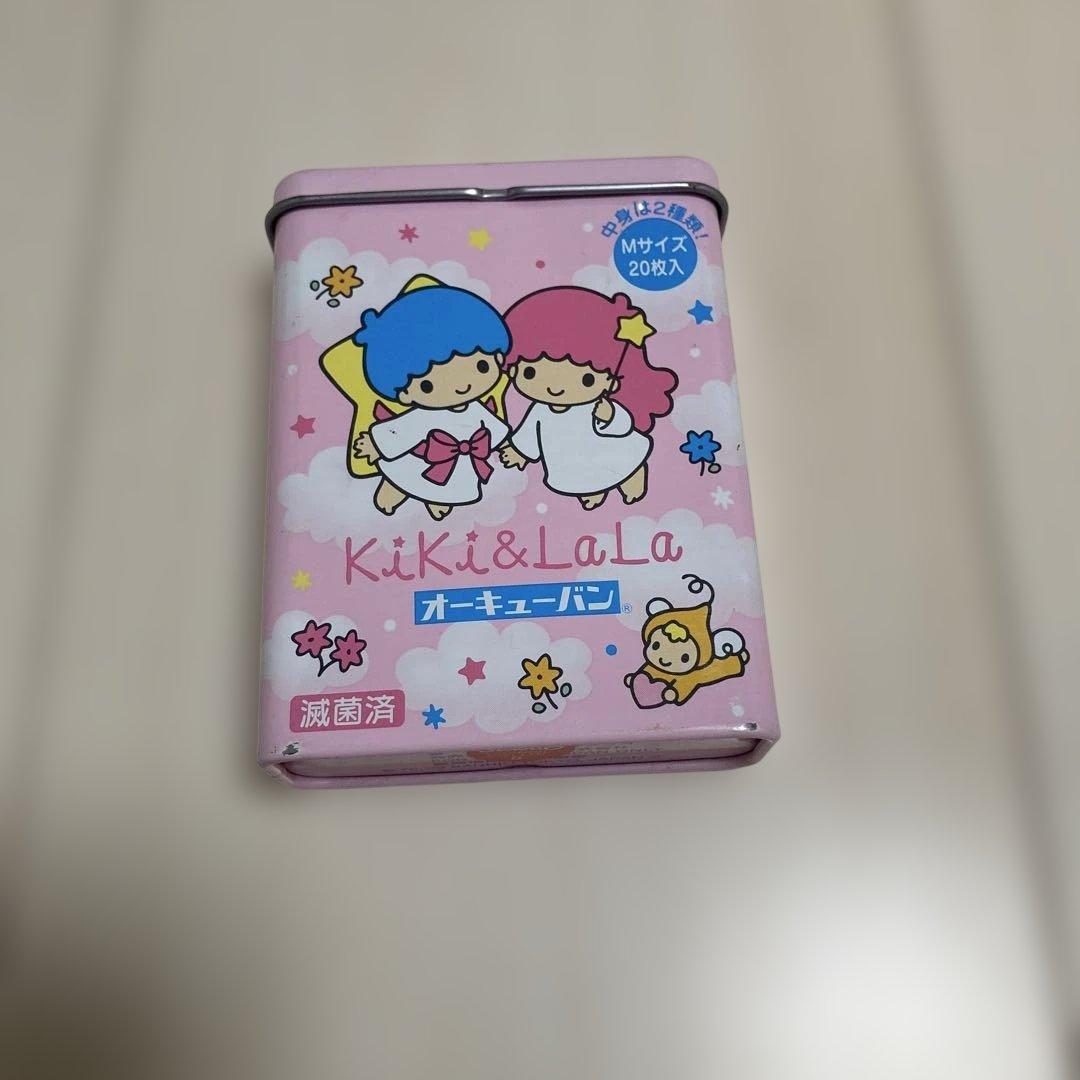 中身は2種類!
Mサイズ
20枚入
KiKi&LaLa
オーキューバン®
滅菌済